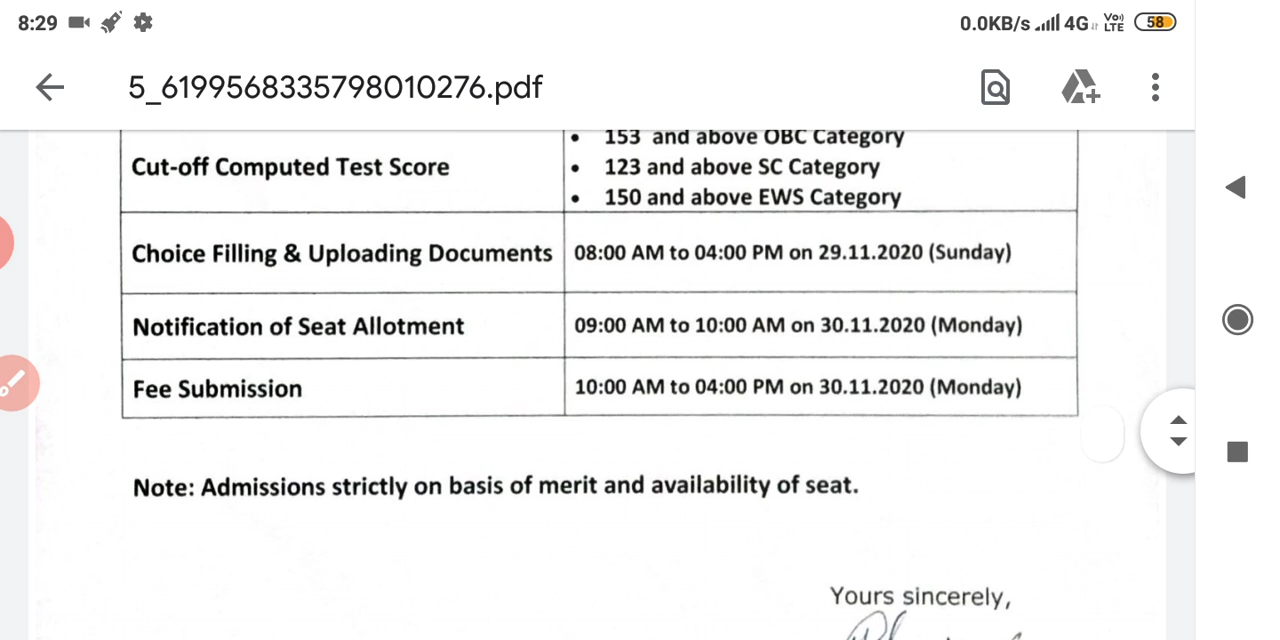 8:29
0.0KB/s 4G Vo) LTE 58
5_6199568335798010276.pdf
• 153 and above OBC Category
Cut-off Computed Test Score
• 123 and above SC Category
• 150 and above EWS Category
Choice Filling & Uploading Documents 08:00 AM to 04:00 PM on 29.11.2020 (Sunday)
Notification of Seat Allotment 09:00 AM to 10:00 AM on 30.11.2020 (Monday)
Fee Submission 10:00 AM to 04:00 PM on 30.11.2020 (Monday)
Note: Admissions strictly on basis of merit and availability of seat.
Yours sincerely,